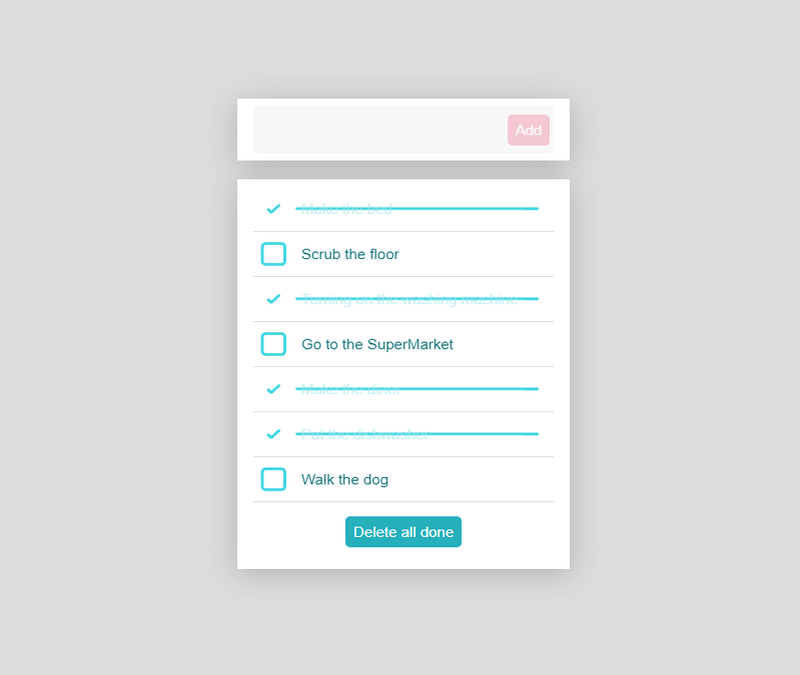 Add
Make the bed
Scrub the floor
Turning on the washing machine
Go to the SuperMarket
Make the diner
Put the dishwasher
Walk the dog
Delete all done